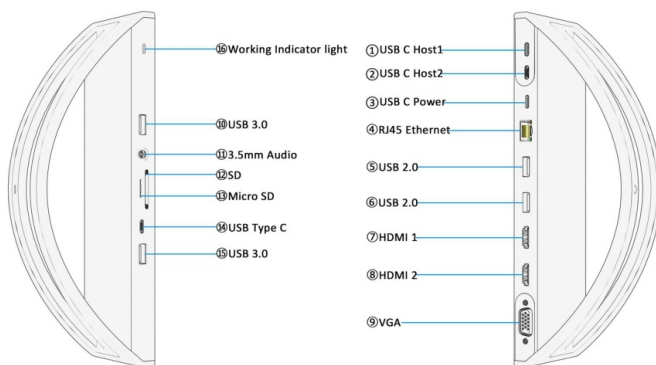 ⑯Working Indicator light
⑩USB 3.0
⑪3.5mm Audio
⑫SD
⑬Micro SD
⑭USB Type C
⑮USB 3.0
①USB C Host1
②USB C Host2
③USB C Power
④RJ45 Ethernet
⑤USB 2.0
⑥USB 2.0
⑦HDMI 1
⑧HDMI 2
⑨VGA